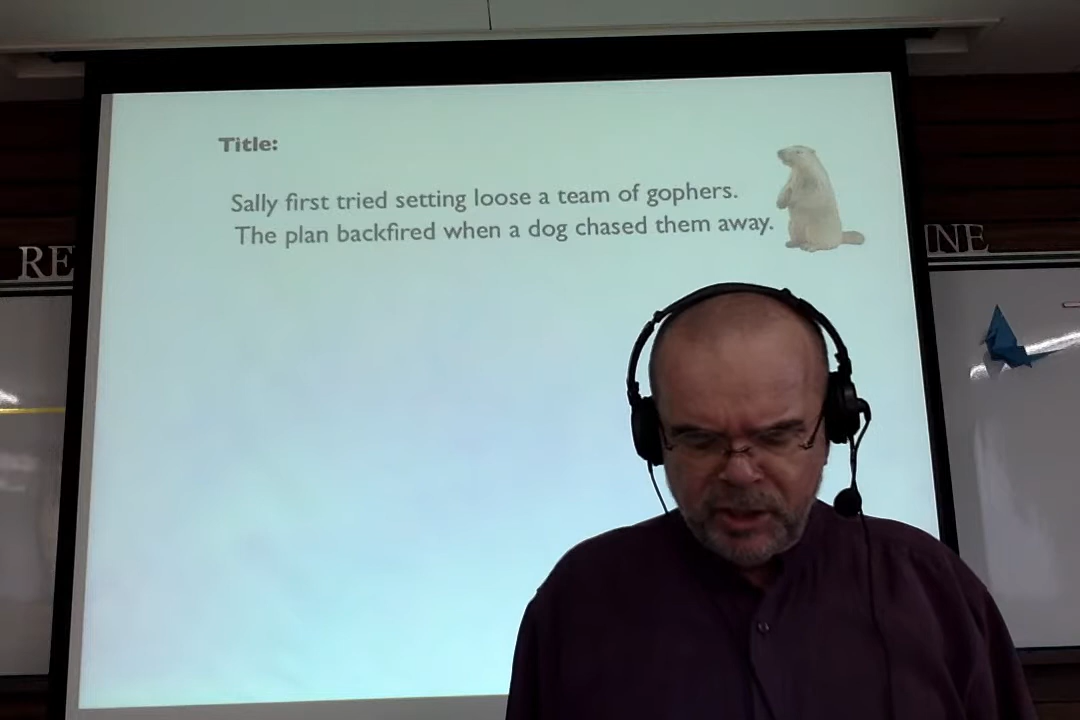 Title:
Sally first tried setting loose a team of gophers.
The plan backfired when a dog chased them away.
RE
INE